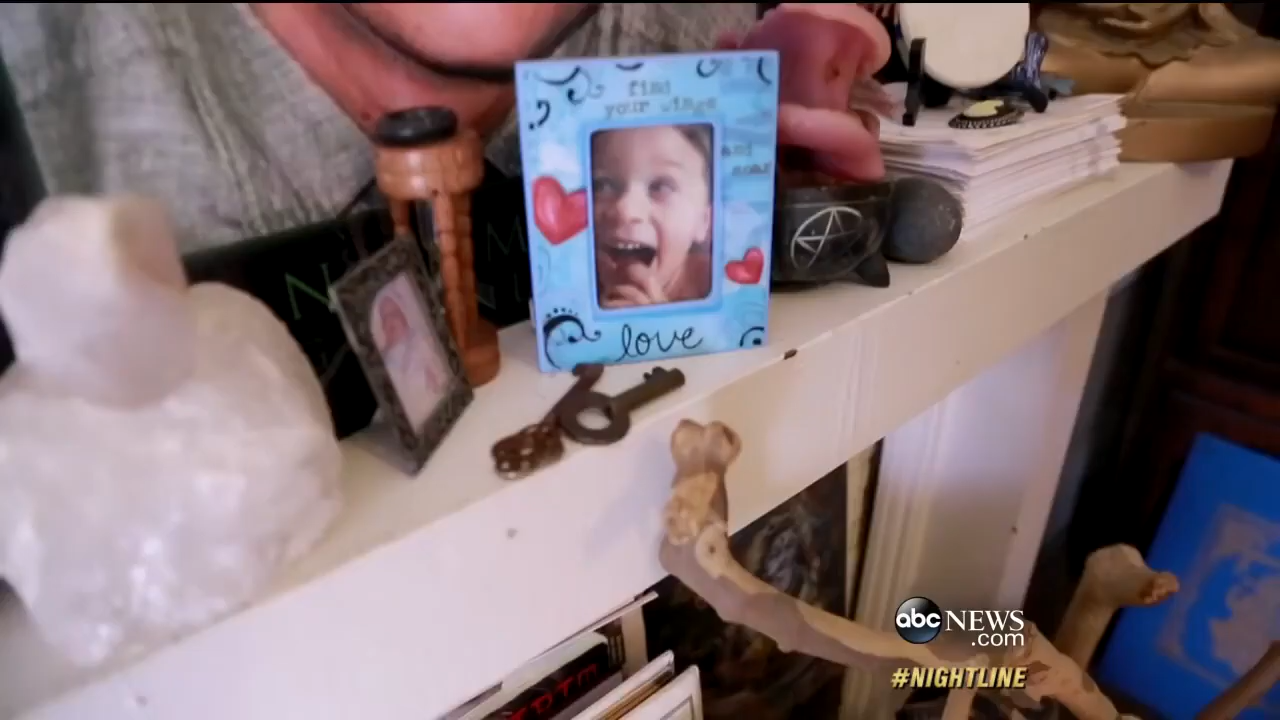 find
your wings
and
soar
love
abc NEWS
.com
#NIGHTLINE